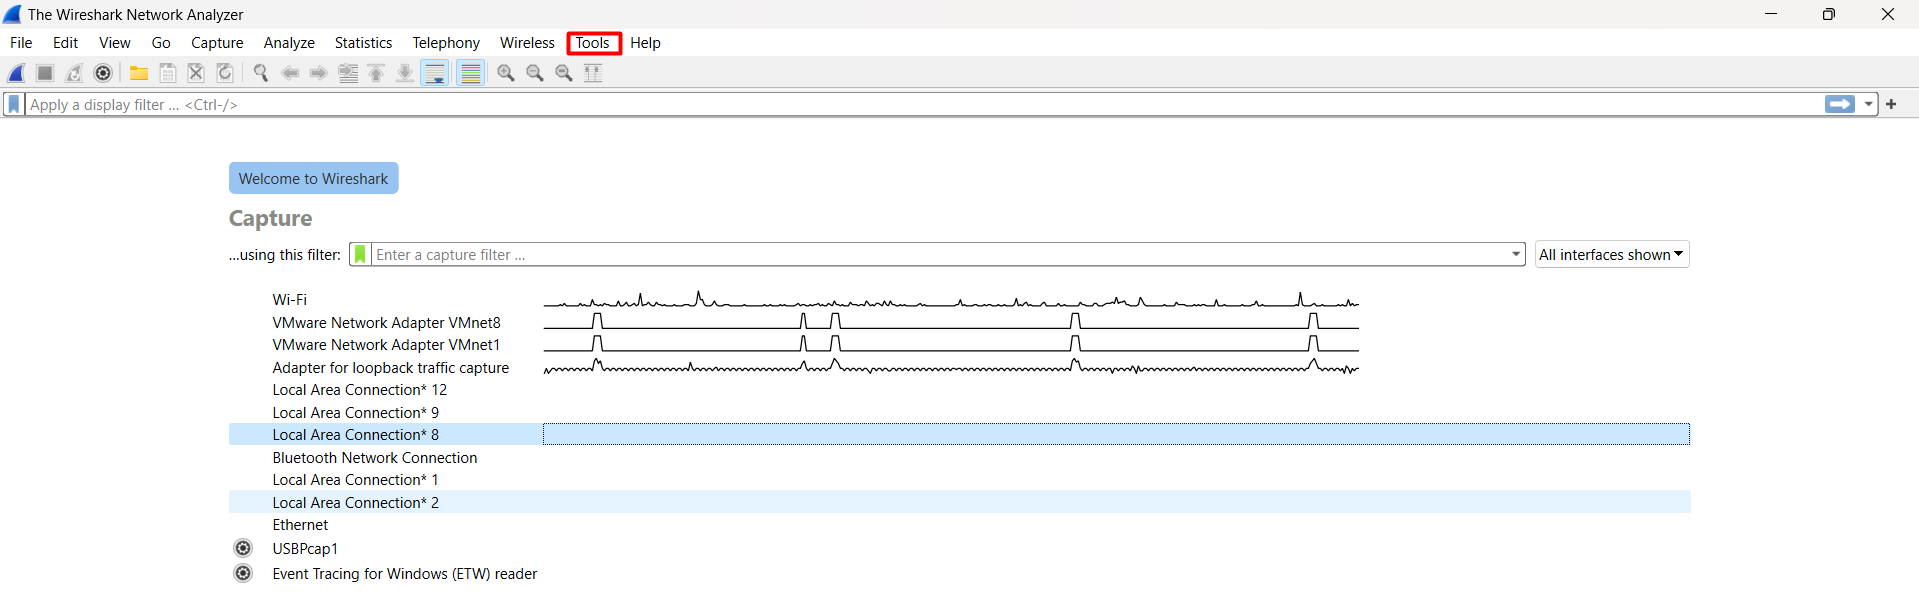 The Wireshark Network Analyzer
File Edit View Go Capture Analyze Statistics Telephony Wireless Tools Help
Apply a display filter ... <Ctrl-/>
Welcome to Wireshark
Capture
...using this filter: Enter a capture filter ... All interfaces shown
Wi-Fi
VMware Network Adapter VMnet8
VMware Network Adapter VMnet1
Adapter for loopback traffic capture
Local Area Connection* 12
Local Area Connection* 9
Local Area Connection* 8
Bluetooth Network Connection
Local Area Connection* 1
Local Area Connection* 2
Ethernet
USBPcap1
Event Tracing for Windows (ETW) reader